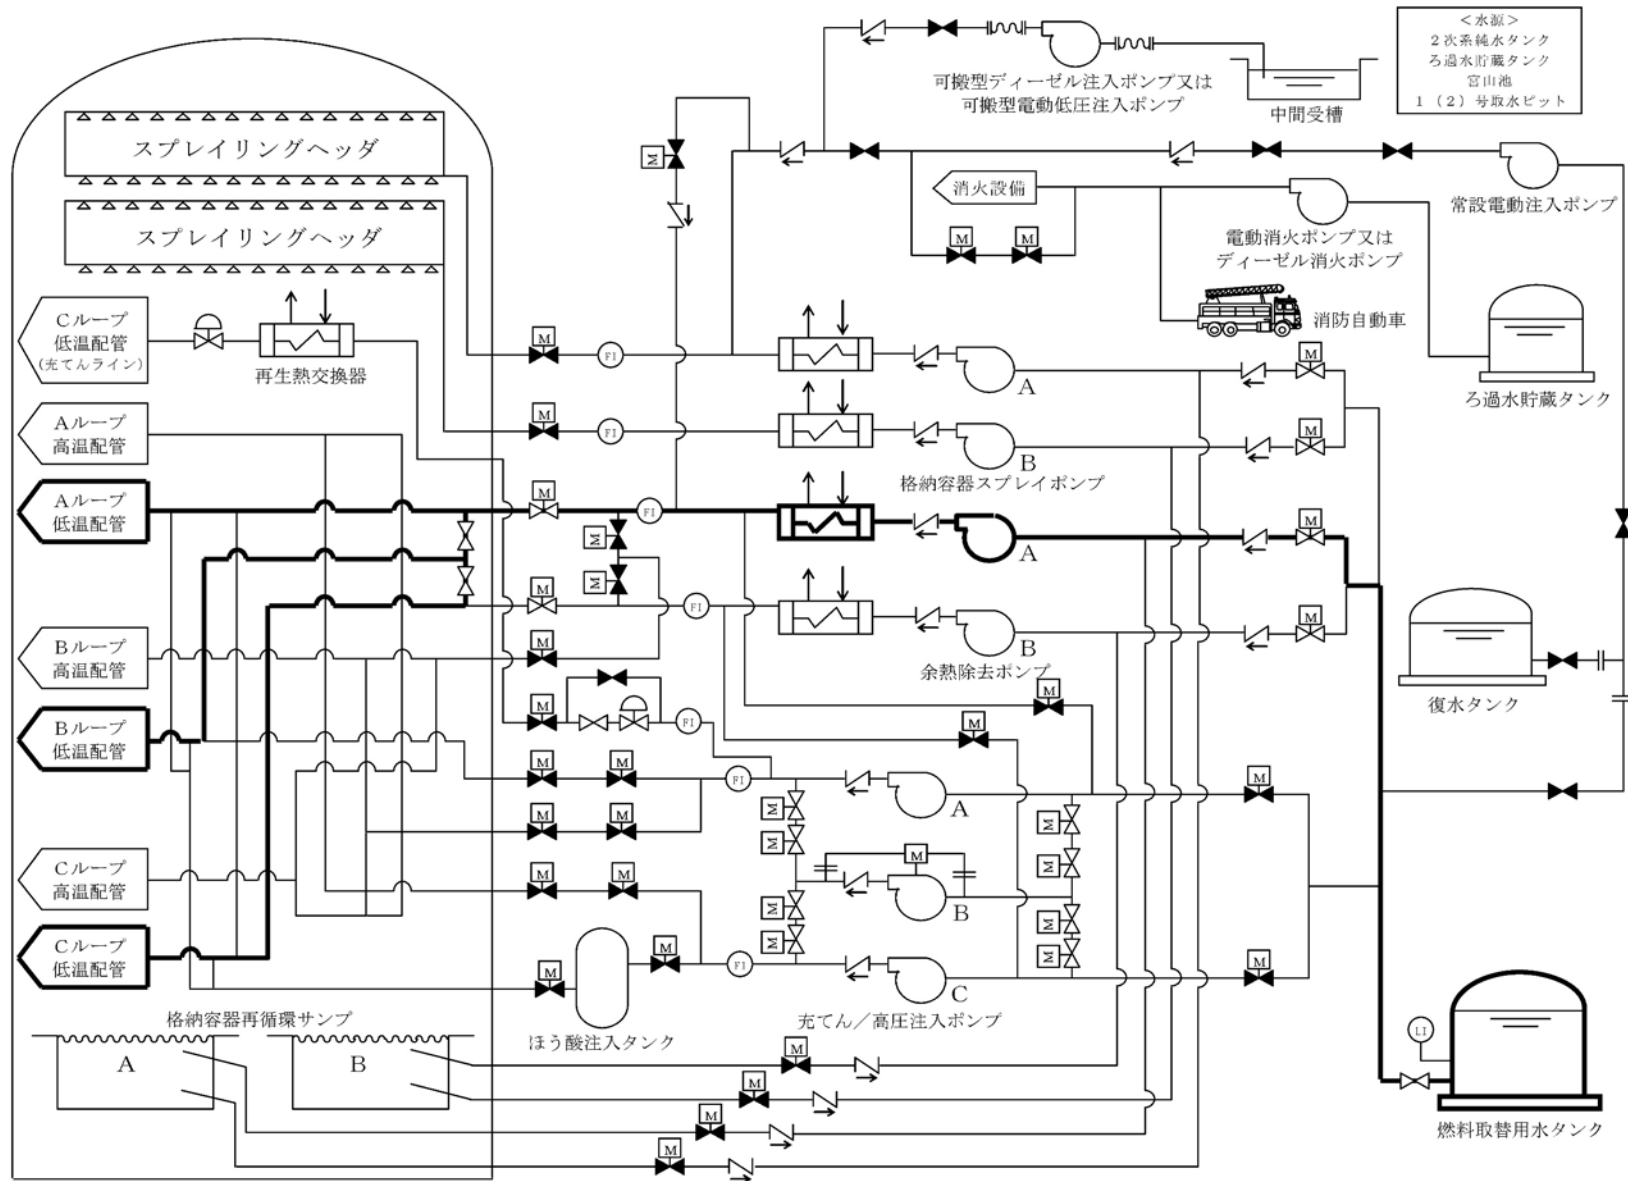 ＜水源＞
２次系純水タンク
ろ過水貯蔵タンク
宮山池
１（２）号取水ピット
可搬型ディーゼル注入ポンプ又は
可搬型電動低圧注入ポンプ
中間受槽
スプレイリングヘッダ
M
消火設備
常設電動注入ポンプ
スプレイリングヘッダ
M
M
電動消火ポンプ又は
ディーゼル消火ポンプ
消防自動車
ろ過水貯蔵タンク
Cループ
低温配管
(充てんライン)
再生熱交換器
M
FI
A
M
Aループ
高温配管
M
FI
B
M
格納容器スプレイポンプ
Aループ
低温配管
M
FI
M
A
M
M
M
FI
B
M
余熱除去ポンプ
復水タンク
Bループ
高温配管
M
M
Bループ
低温配管
M
FI
M
M
M
FI
A
M
M
M
M
M
M
M
M
B
Cループ
高温配管
M
M
M
M
M
M
Cループ
低温配管
M
M
FI
C
M
ほう酸注入タンク
充てん／高圧注入ポンプ
格納容器再循環サンプ
A
B
M
M
M
M
LI
燃料取替用水タンク